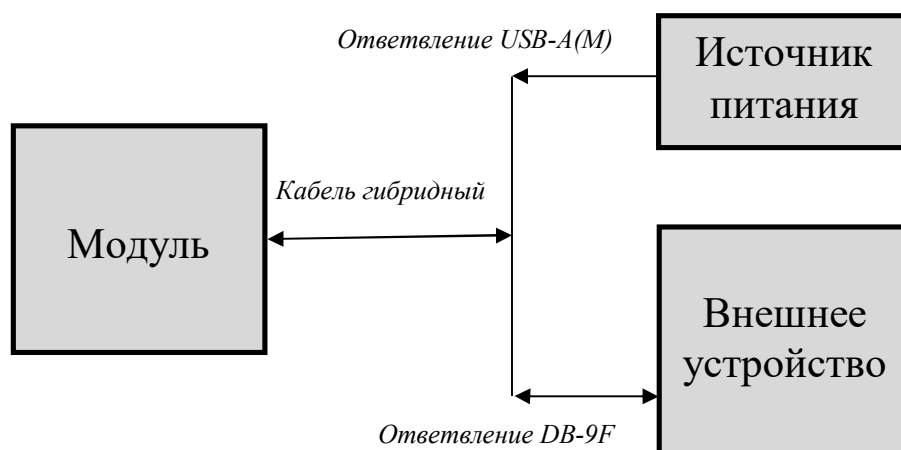 Ответвление USB-A(M)
Источник
питания
Кабель гибридный
Модуль
Внешнее
устройство
Ответвление DB-9F